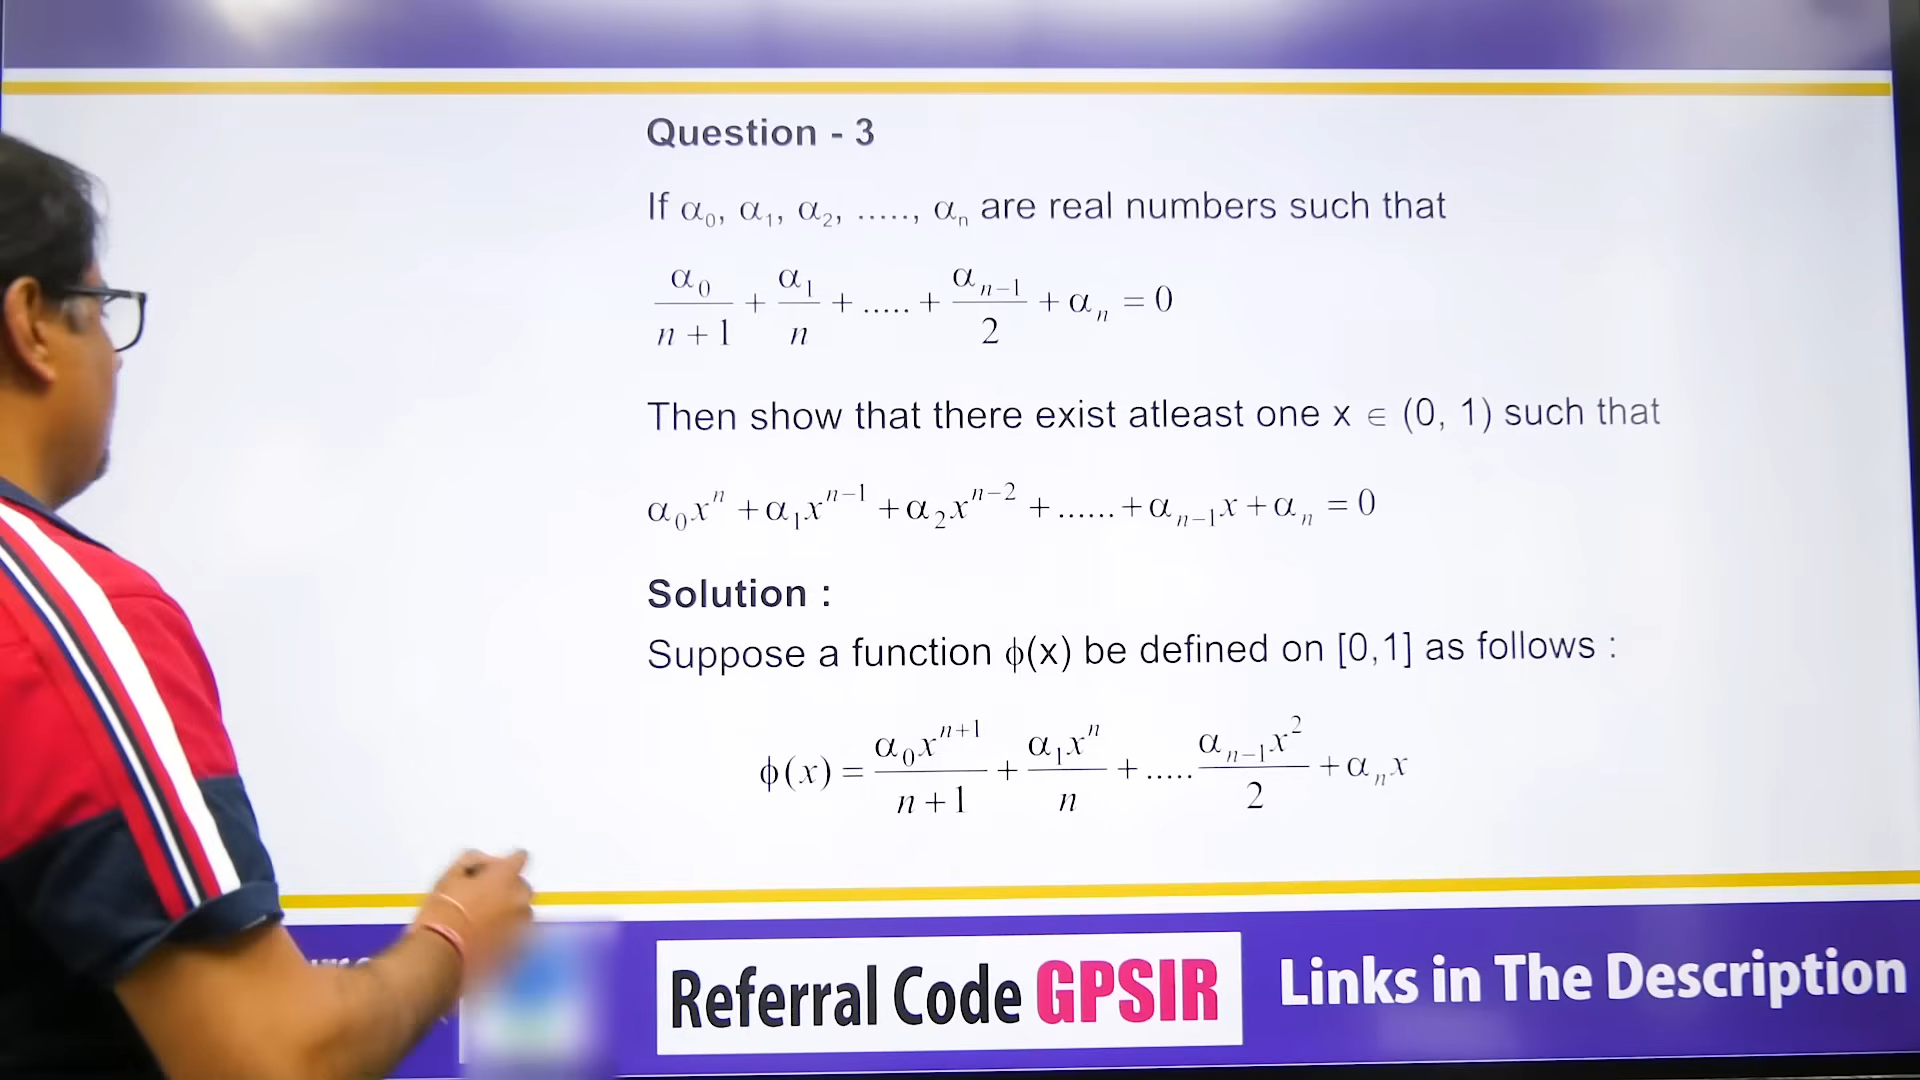 Question - 3
If α₀, α₁, α₂, ....., αₙ are real numbers such that
α₀/(n + 1) + α₁/n + ..... + αₙ₋₁/2 + αₙ = 0
Then show that there exist atleast one x ∈ (0, 1) such that
α₀xⁿ + α₁xⁿ⁻¹ + α₂xⁿ⁻² + ...... + αₙ₋₁x + αₙ = 0
Solution :
Suppose a function ϕ(x) be defined on [0,1] as follows :
ϕ(x) = α₀xⁿ⁺¹/(n + 1) + α₁xⁿ/n + ..... αₙ₋₁x²/2 + αₙx
Referral Code GPSIR
Links in The Description